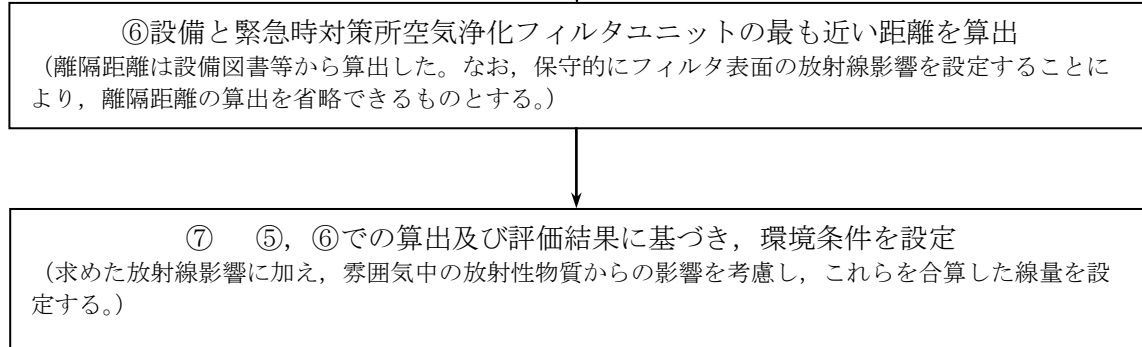 ⑥設備と緊急時対策所空気浄化フィルタユニットの最も近い距離を算出
（離隔距離は設備図書等から算出した。なお，保守的にフィルタ表面の放射線影響を設定することに
より，離隔距離の算出を省略できるものとする。）
⑦　⑤，⑥での算出及び評価結果に基づき，環境条件を設定
（求めた放射線影響に加え，雰囲気中の放射性物質からの影響を考慮し，これらを合算した線量を設
定する。）